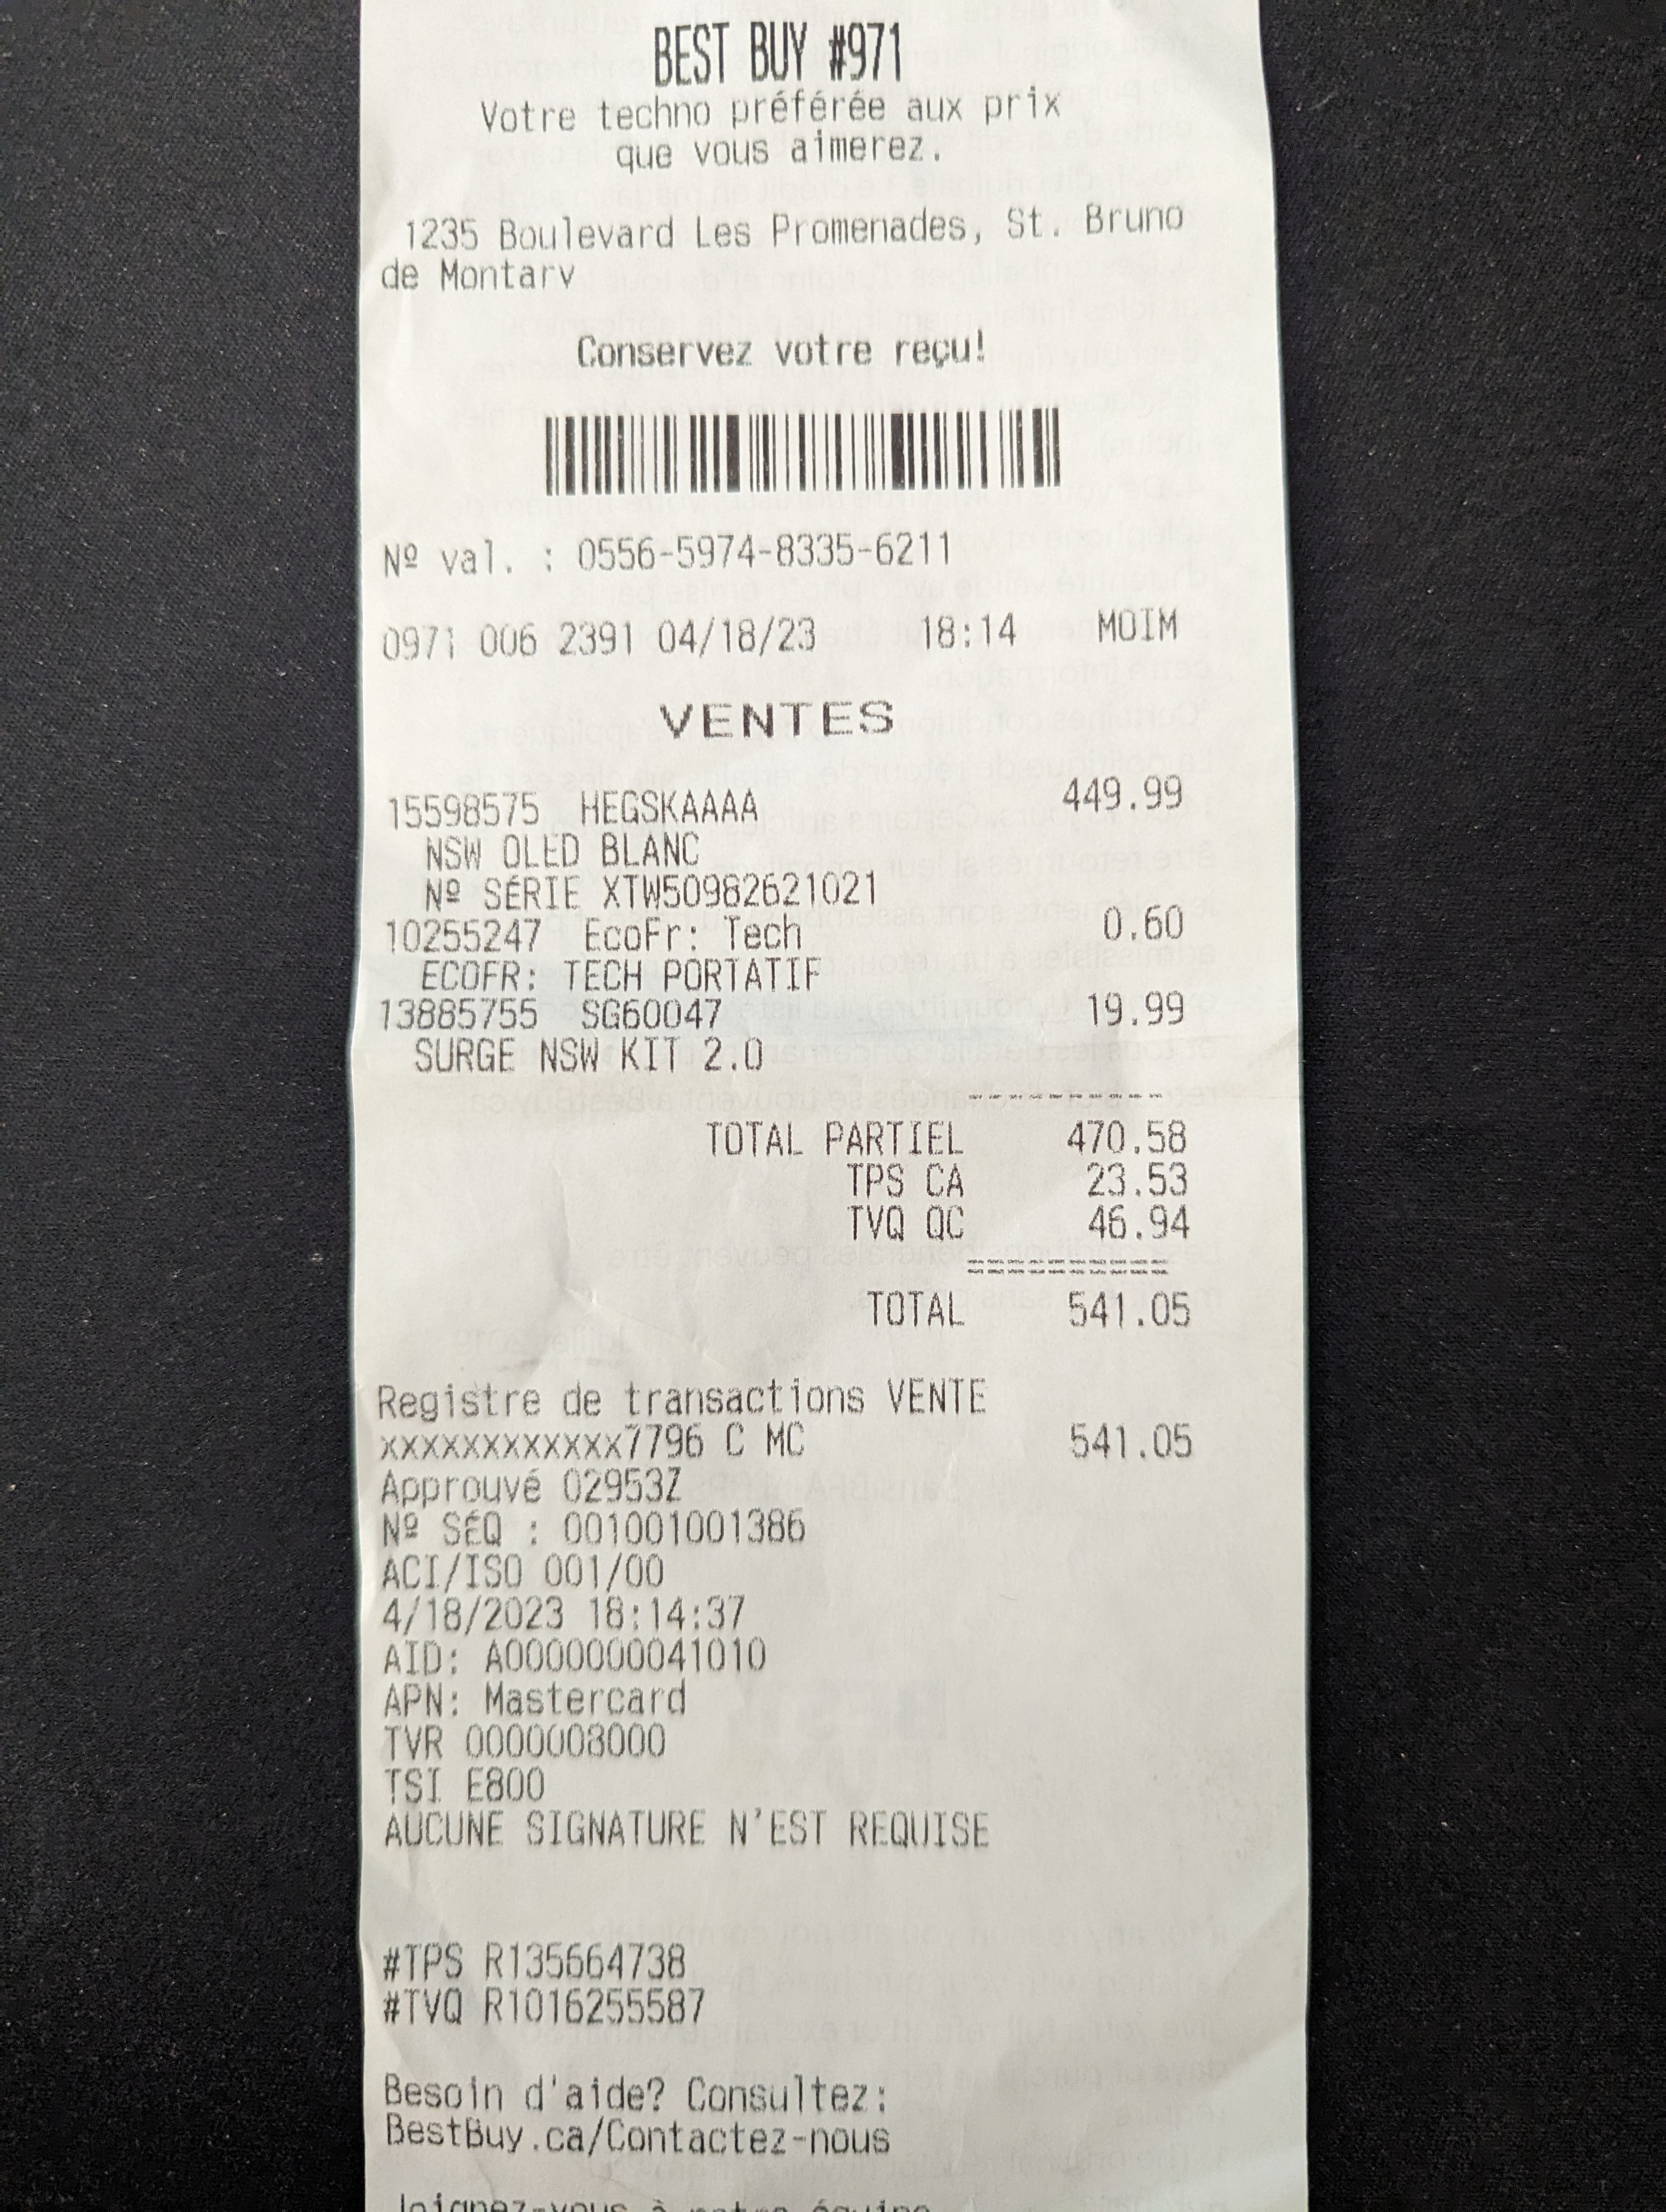 BEST BUY #971
Votre techno préférée aux prix
que vous aimerez.
1235 Boulevard Les Promenades, St. Bruno
de Montarv
Conservez votre reçu!
Nº val. : 0556-5974-8335-6211
0971 006 2391 04/18/23 18:14 MOIM
VENTES
15598575 HEGSKAAAA 449.99
NSW OLED BLANC
Nº SÉRIE XTW50982621021
10255247 EcoFr: Tech 0.60
ECOFR: TECH PORTATIF
13885755 SG60047 19.99
SURGE NSW KIT 2.0
TOTAL PARTIEL 470.58
TPS CA 23.53
TVQ QC 46.94
TOTAL 541.05
Registre de transactions VENTE
xxxxxxxxxxxx7796 C MC 541.05
Approuvé 02953Z
Nº SÉQ : 001001001386
ACI/ISO 001/00
4/18/2023 18:14:37
AID: A0000000041010
APN: Mastercard
TVR 0000008000
TSI E800
AUCUNE SIGNATURE N'EST REQUISE
#TPS R135664738
#TVQ R1016255587
Besoin d'aide? Consultez:
BestBuy.ca/Contactez-nous
Joignez-vous à notre équipe